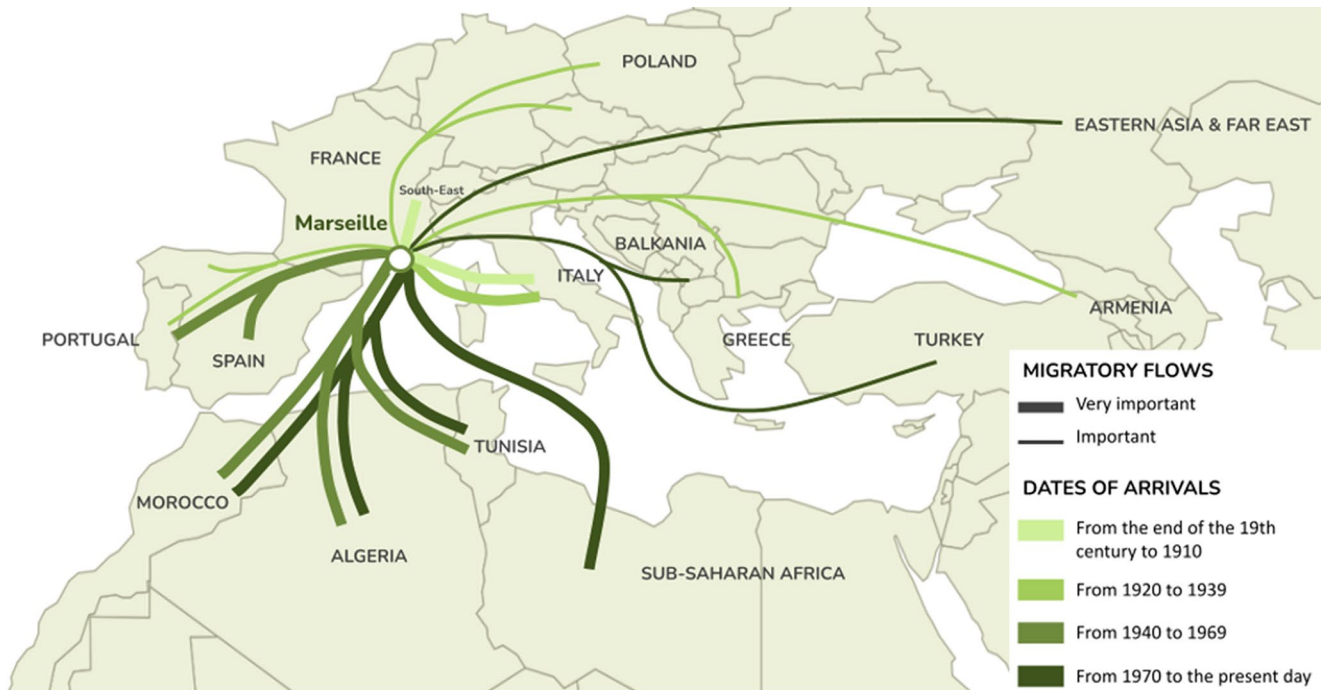 POLAND
EASTERN ASIA & FAR EAST
FRANCE
South-East
Marseille
BALKANIA
ITALY
ARMENIA
PORTUGAL
SPAIN
GREECE
TURKEY
TUNISIA
MOROCCO
ALGERIA
SUB-SAHARAN AFRICA
MIGRATORY FLOWS
Very important
Important
DATES OF ARRIVALS
From the end of the 19th
century to 1910
From 1920 to 1939
From 1940 to 1969
From 1970 to the present day